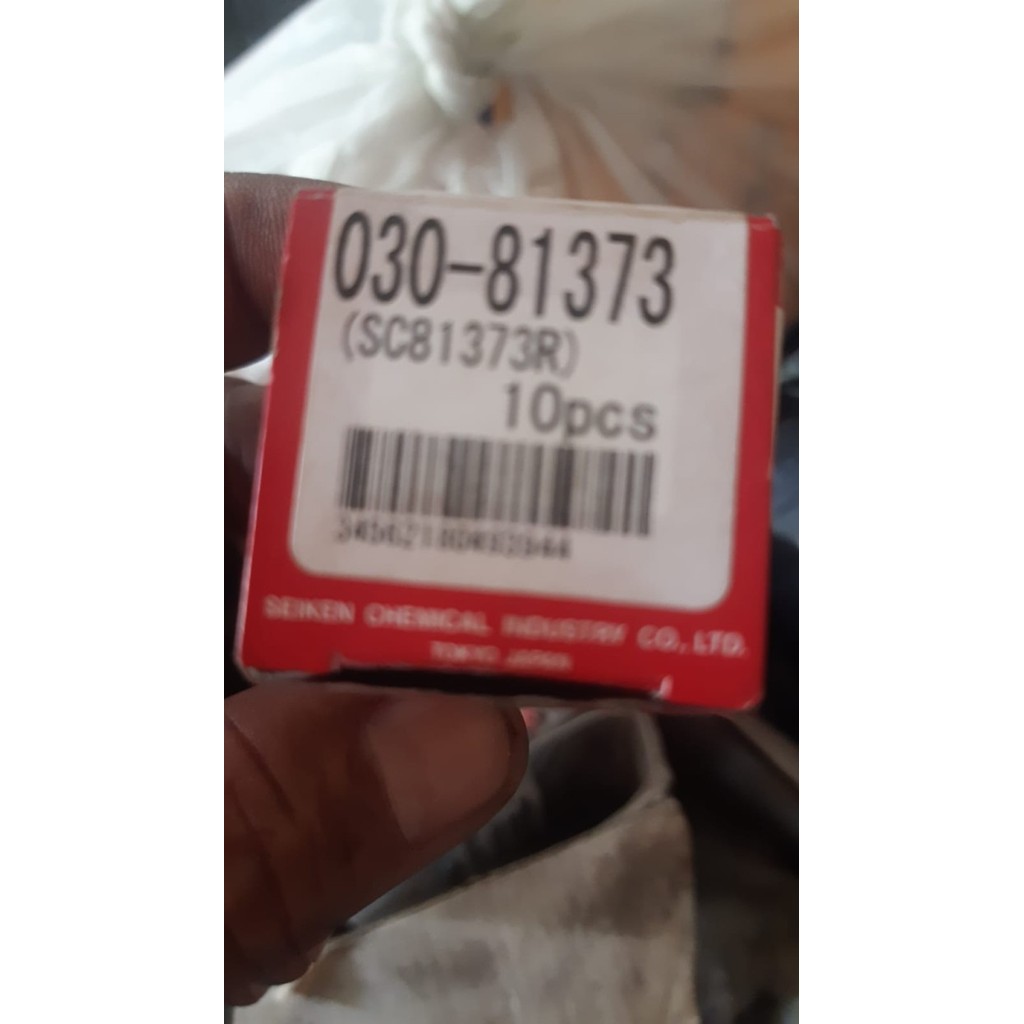 030-81373
(SC81373R)
10pcs
SEIKEN CHEMICAL INDUSTRY CO., LTD.
TOKYO JAPAN